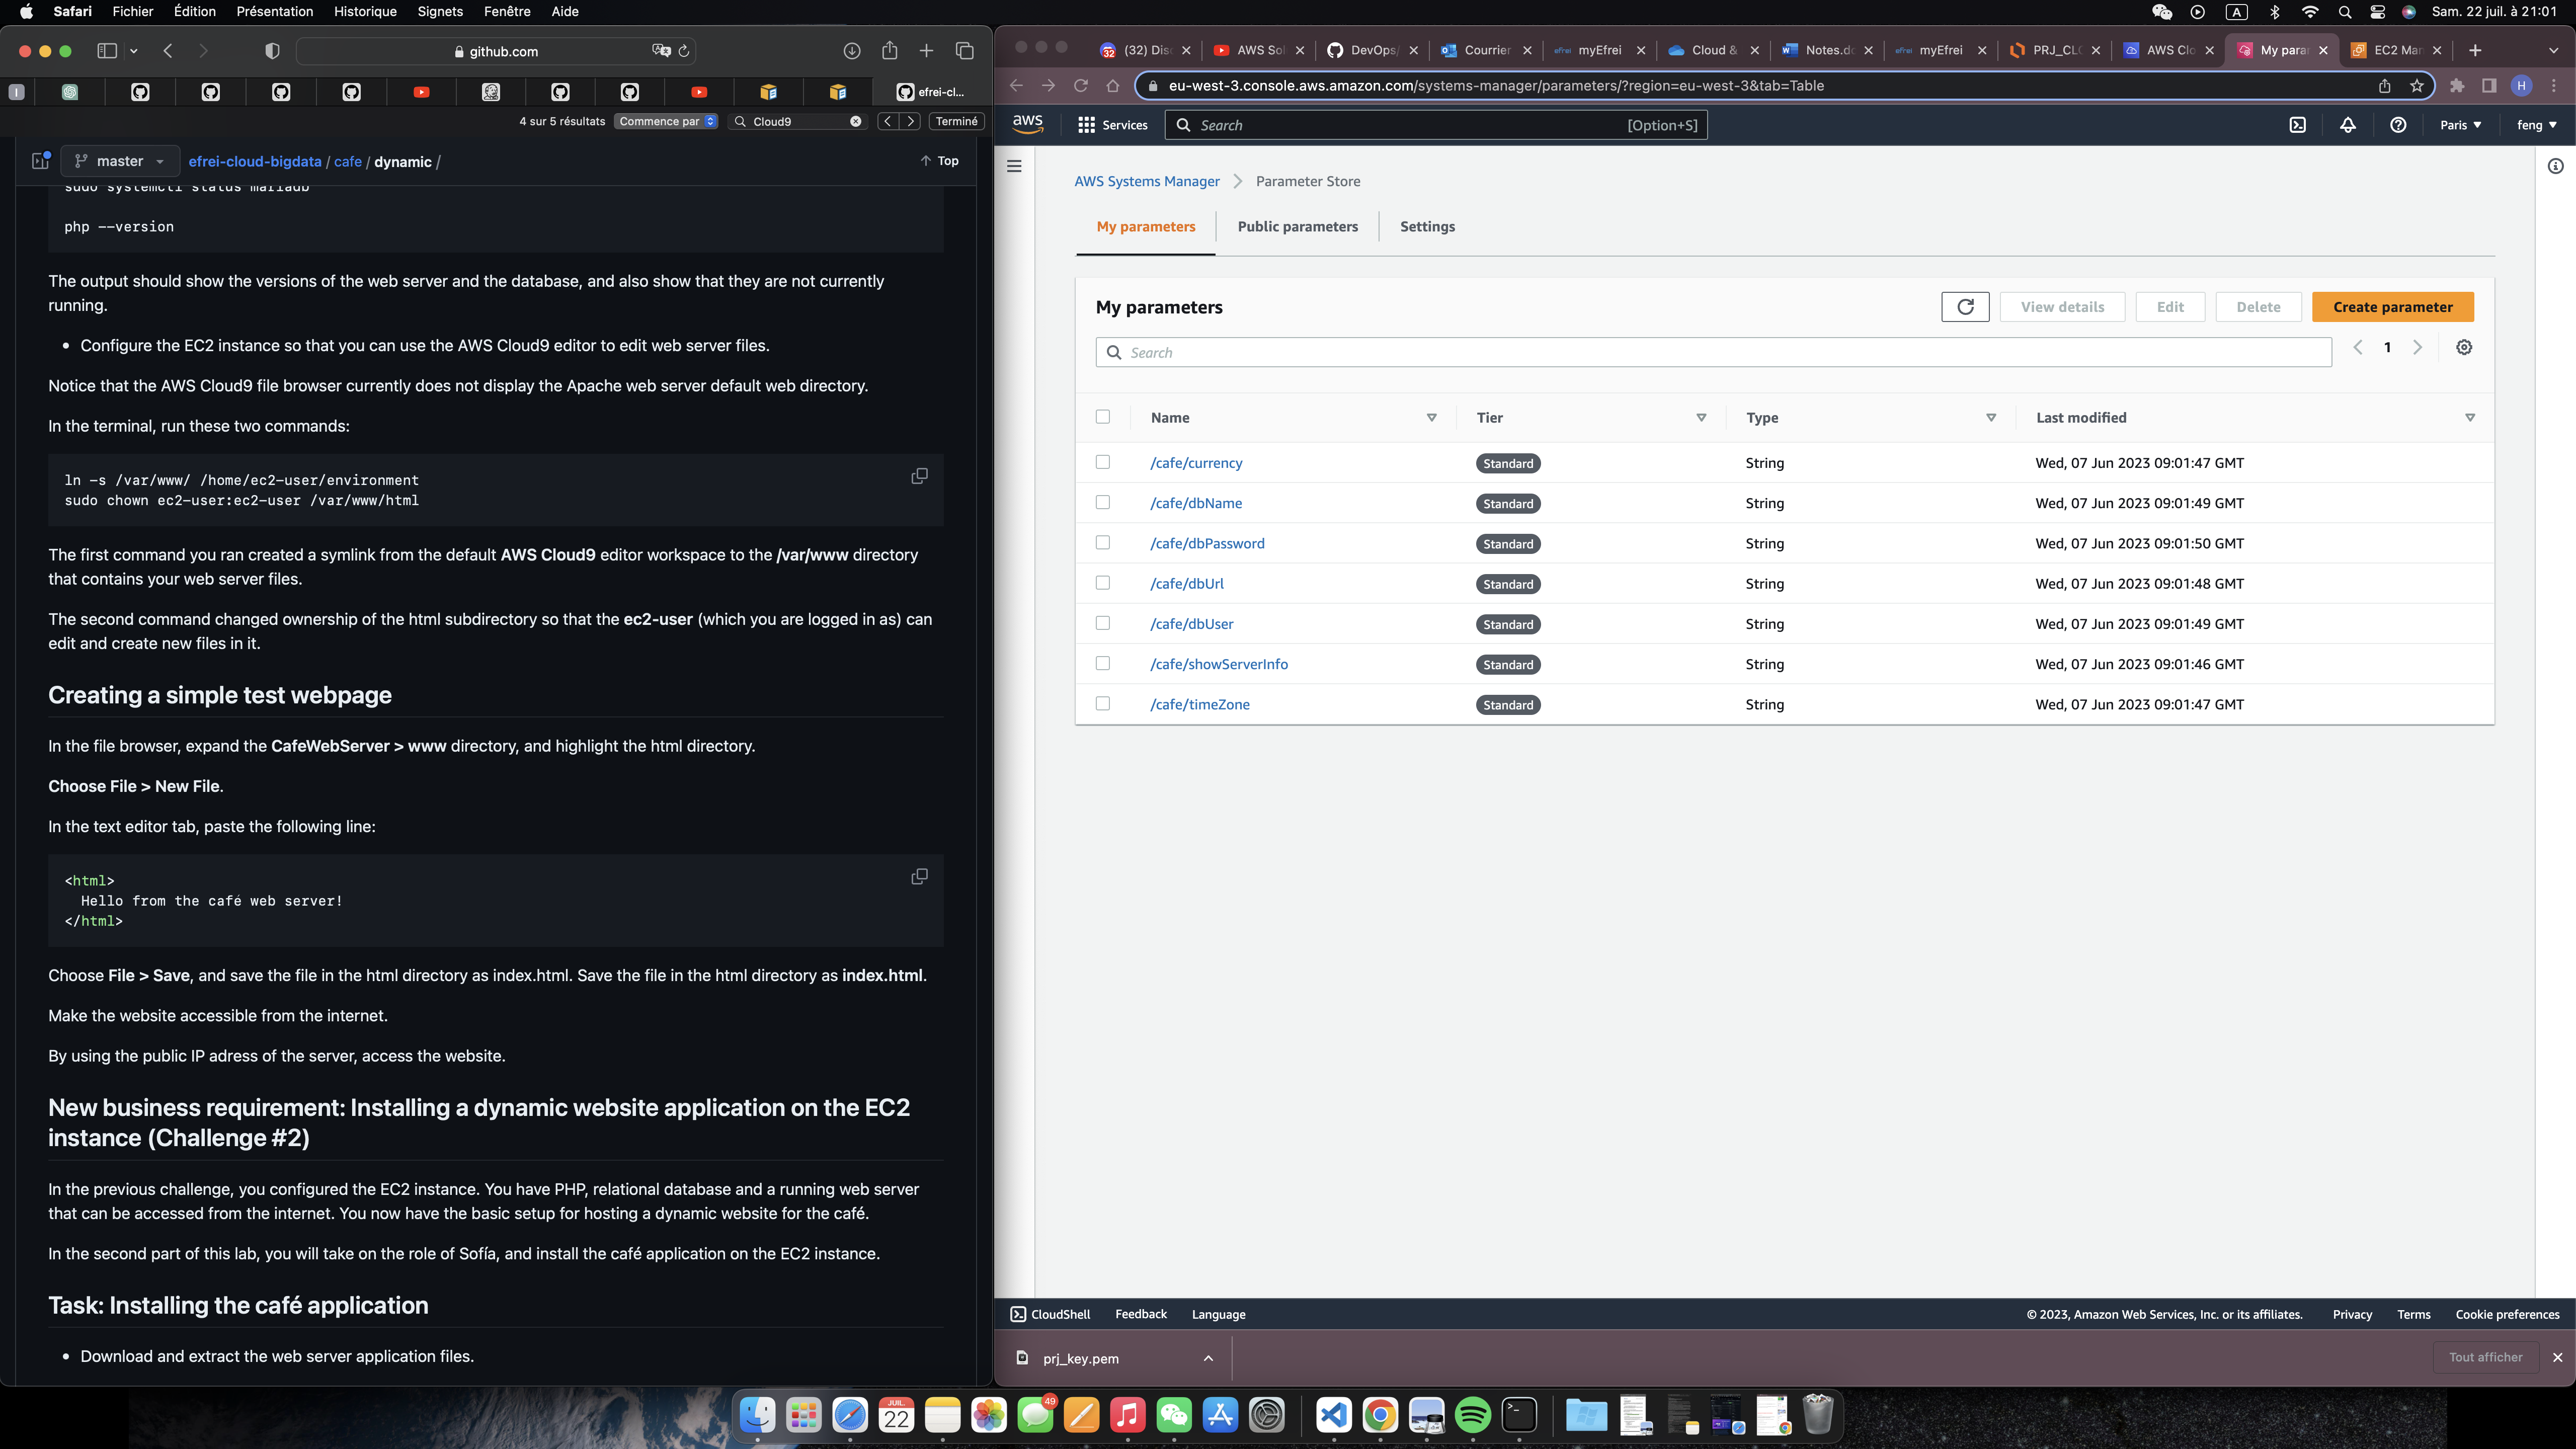 Safari Fichier Édition Présentation Historique Signets Fenêtre Aide
A Sam. 22 juil. à 21:01
github.com
efrei-cl...
4 sur 5 résultats Commence par Cloud9 Terminé
master efrei-cloud-bigdata / cafe / dynamic / Top
sudo systemctl status mariadb
php --version
The output should show the versions of the web server and the database, and also show that they are not currently
running.
• Configure the EC2 instance so that you can use the AWS Cloud9 editor to edit web server files.
Notice that the AWS Cloud9 file browser currently does not display the Apache web server default web directory.
In the terminal, run these two commands:
ln -s /var/www/ /home/ec2-user/environment
sudo chown ec2-user:ec2-user /var/www/html
The first command you ran created a symlink from the default AWS Cloud9 editor workspace to the /var/www directory
that contains your web server files.
The second command changed ownership of the html subdirectory so that the ec2-user (which you are logged in as) can
edit and create new files in it.
Creating a simple test webpage
In the file browser, expand the CafeWebServer > www directory, and highlight the html directory.
Choose File > New File.
In the text editor tab, paste the following line:
<html>
Hello from the café web server!
</html>
Choose File > Save, and save the file in the html directory as index.html. Save the file in the html directory as index.html.
Make the website accessible from the internet.
By using the public IP adress of the server, access the website.
New business requirement: Installing a dynamic website application on the EC2
instance (Challenge #2)
In the previous challenge, you configured the EC2 instance. You have PHP, relational database and a running web server
that can be accessed from the internet. You now have the basic setup for hosting a dynamic website for the café.
In the second part of this lab, you will take on the role of Sofía, and install the café application on the EC2 instance.
Task: Installing the café application
• Download and extract the web server application files.
32 (32) Disc AWS Sol DevOps/ Courrier efrei myEfrei Cloud & Notes.do efrei myEfrei PRJ_CLO AWS Clo My para EC2 Man
eu-west-3.console.aws.amazon.com/systems-manager/parameters/?region=eu-west-3&tab=Table H
aws Services Search [Option+S] Paris feng
AWS Systems Manager Parameter Store
My parameters Public parameters Settings
My parameters View details Edit Delete Create parameter
Search 1
Name Tier Type Last modified
/cafe/currency Standard String Wed, 07 Jun 2023 09:01:47 GMT
/cafe/dbName Standard String Wed, 07 Jun 2023 09:01:49 GMT
/cafe/dbPassword Standard String Wed, 07 Jun 2023 09:01:50 GMT
/cafe/dbUrl Standard String Wed, 07 Jun 2023 09:01:48 GMT
/cafe/dbUser Standard String Wed, 07 Jun 2023 09:01:49 GMT
/cafe/showServerInfo Standard String Wed, 07 Jun 2023 09:01:46 GMT
/cafe/timeZone Standard String Wed, 07 Jun 2023 09:01:47 GMT
CloudShell Feedback Language © 2023, Amazon Web Services, Inc. or its affiliates. Privacy Terms Cookie preferences
prj_key.pem Tout afficher
JUIL. 22 49